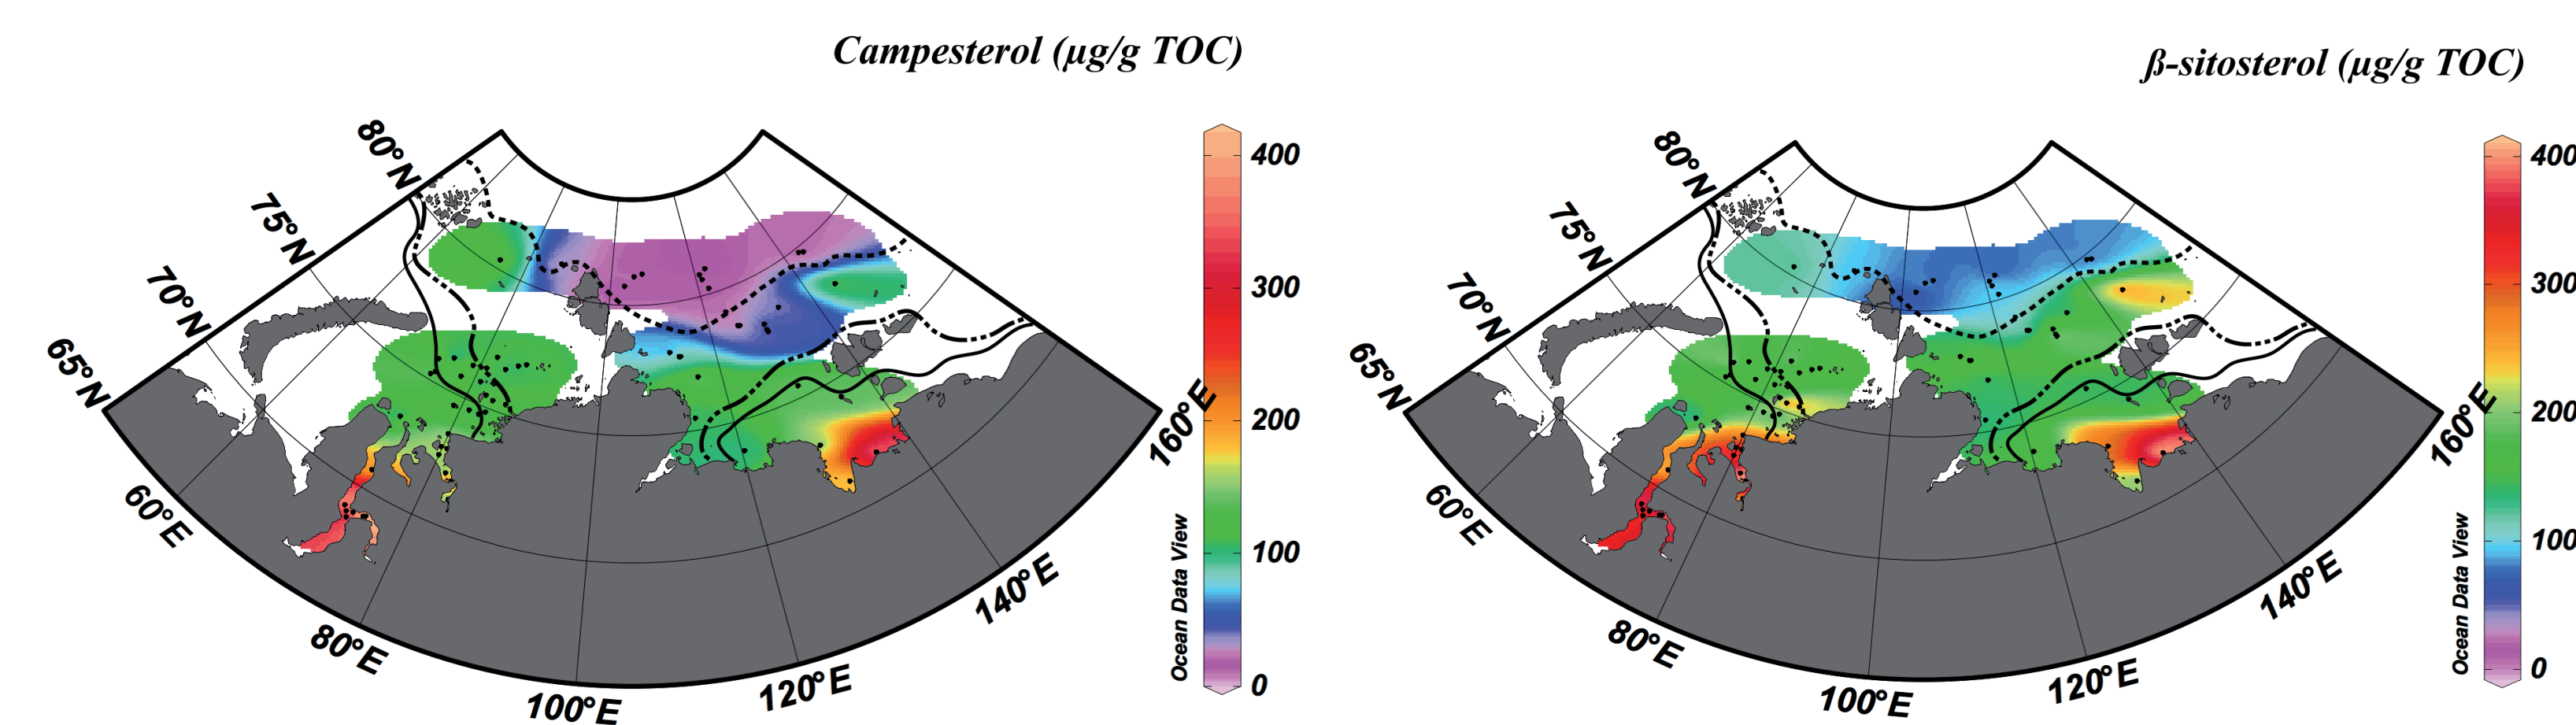 Campesterol (µg/g TOC)
80°N
75°N
70°N
65°N
60°E
80°E
100°E
120°E
140°E
160°E
400
300
200
100
0
Ocean Data View
ß-sitosterol (µg/g TOC)
80°N
75°N
70°N
65°N
60°E
80°E
100°E
120°E
140°E
160°E
400
300
200
100
0
Ocean Data View